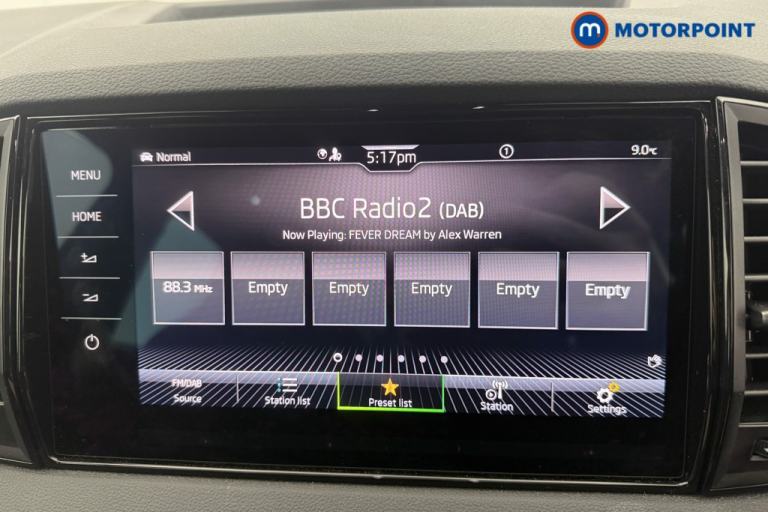 m MOTORPOINT
Normal 5:17pm 1 9.0°C
MENU
HOME
BBC Radio2 (DAB)
Now Playing: FEVER DREAM by Alex Warren
88.3 MHz Empty Empty Empty Empty Empty
FM/DAB Source
Station list
Preset list
Station
Settings